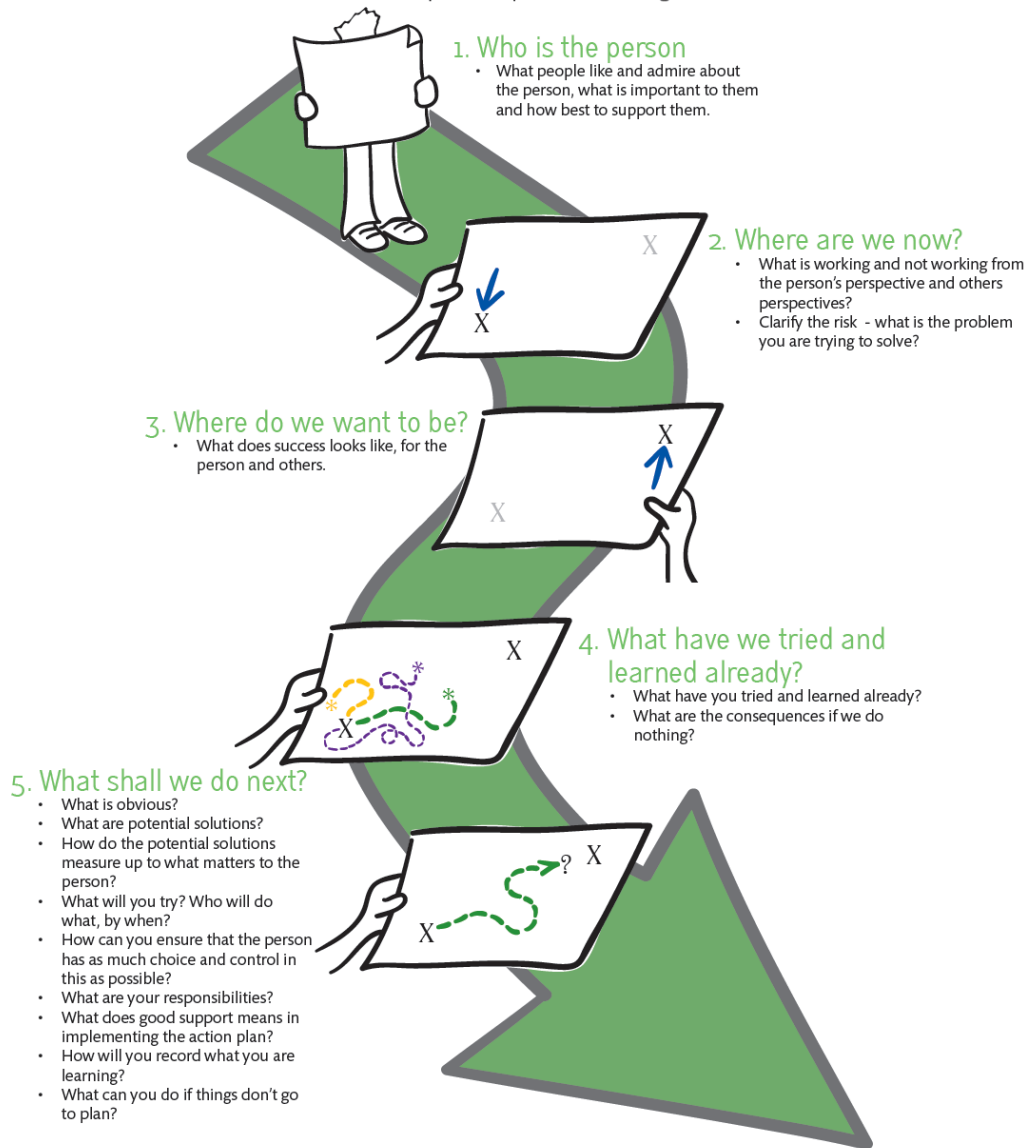 1. Who is the person
• What people like and admire about
the person, what is important to them
and how best to support them.
X
X
2. Where are we now?
• What is working and not working from
the person's perspective and others
perspectives?
• Clarify the risk - what is the problem
you are trying to solve?
3. Where do we want to be?
• What does success looks like, for the
person and others.
X
X
4. What have we tried and
learned already?
• What have you tried and learned already?
• What are the consequences if we do
nothing?
X
* * *
X
5. What shall we do next?
• What is obvious?
• What are potential solutions?
• How do the potential solutions
measure up to what matters to the
person?
• What will you try? Who will do
what, by when?
• How can you ensure that the person
has as much choice and control in
this as possible?
• What are your responsibilities?
• What does good support means in
implementing the action plan?
• How will you record what you are
learning?
• What can you do if things don't go
to plan?
? X
X